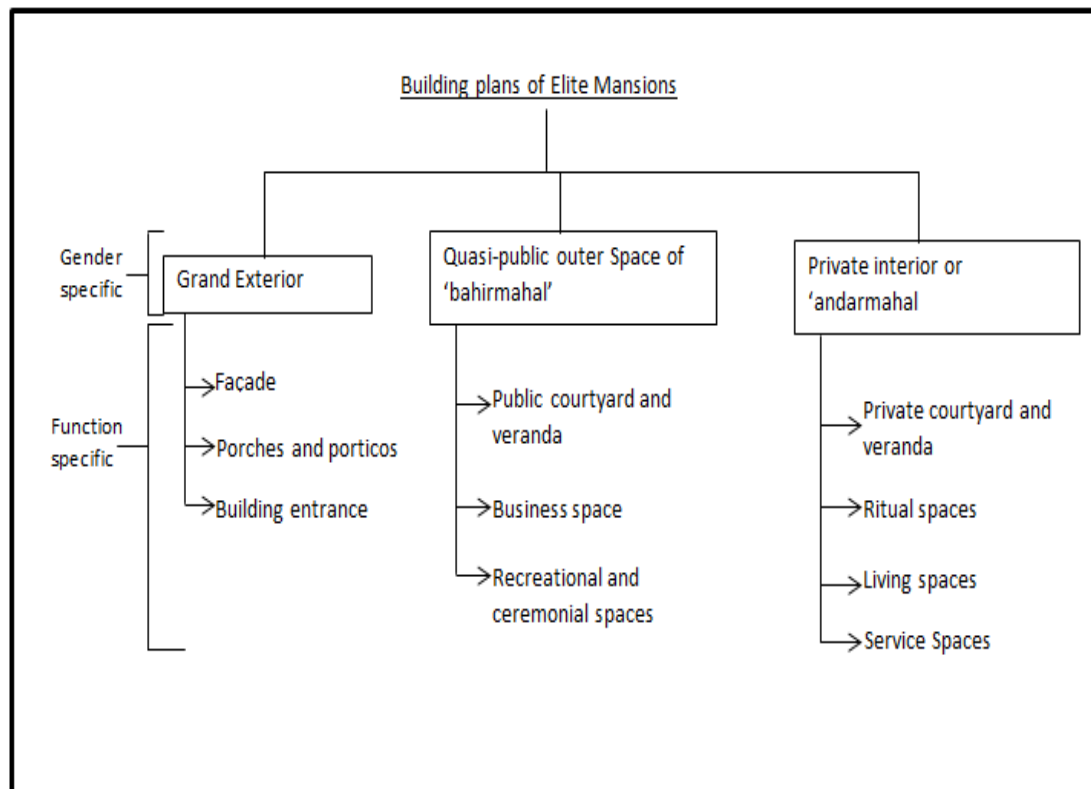 Building plans of Elite Mansions
Gender
specific
Grand Exterior
Quasi-public outer Space of
‘bahirmahal’
Private interior or
‘andarmahal
Function
specific
Façade
Porches and porticos
Building entrance
Public courtyard and
veranda
Business space
Recreational and
ceremonial spaces
Private courtyard and
veranda
Ritual spaces
Living spaces
Service Spaces